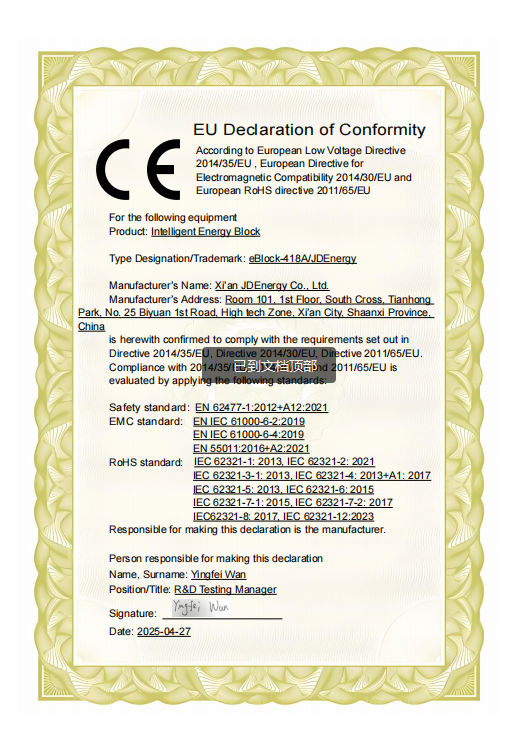 EU Declaration of Conformity
According to European Low Voltage Directive
2014/35/EU , European Directive for
Electromagnetic Compatibility 2014/30/EU and
European RoHS directive 2011/65/EU
For the following equipment
Product: Intelligent Energy Block
Type Designation/Trademark: eBlock-418A/JDEnergy
Manufacturer's Name: Xi'an JDEnergy Co., Ltd.
Manufacturer's Address: Room 101, 1st Floor, South Cross, Tianhong
Park, No. 25 Biyuan 1st Road, High tech Zone, Xi'an City, Shaanxi Province,
China
is herewith confirmed to comply with the requirements set out in
Directive 2014/35/EU, Directive 2014/30/EU, Directive 2011/65/EU.
已到文档顶部
Compliance with 2014/35/ and 2011/65/EU is
evaluated by applying the following standards:
Safety standard: EN 62477-1:2012+A12:2021
EMC standard: EN IEC 61000-6-2:2019
EN IEC 61000-6-4:2019
EN 55011:2016+A2:2021
RoHS standard: IEC 62321-1: 2013, IEC 62321-2: 2021
IEC 62321-3-1: 2013, IEC 62321-4: 2013+A1: 2017
IEC 62321-5: 2013, IEC 62321-6: 2015
IEC 62321-7-1: 2015, IEC 62321-7-2: 2017
IEC62321-8: 2017, IEC 62321-12:2023
Responsible for making this declaration is the manufacturer.
Person responsible for making this declaration
Name, Surname: Yingfei Wan
Position/Title: R&D Testing Manager
Signature: Yingfei Wan
Date: 2025-04-27